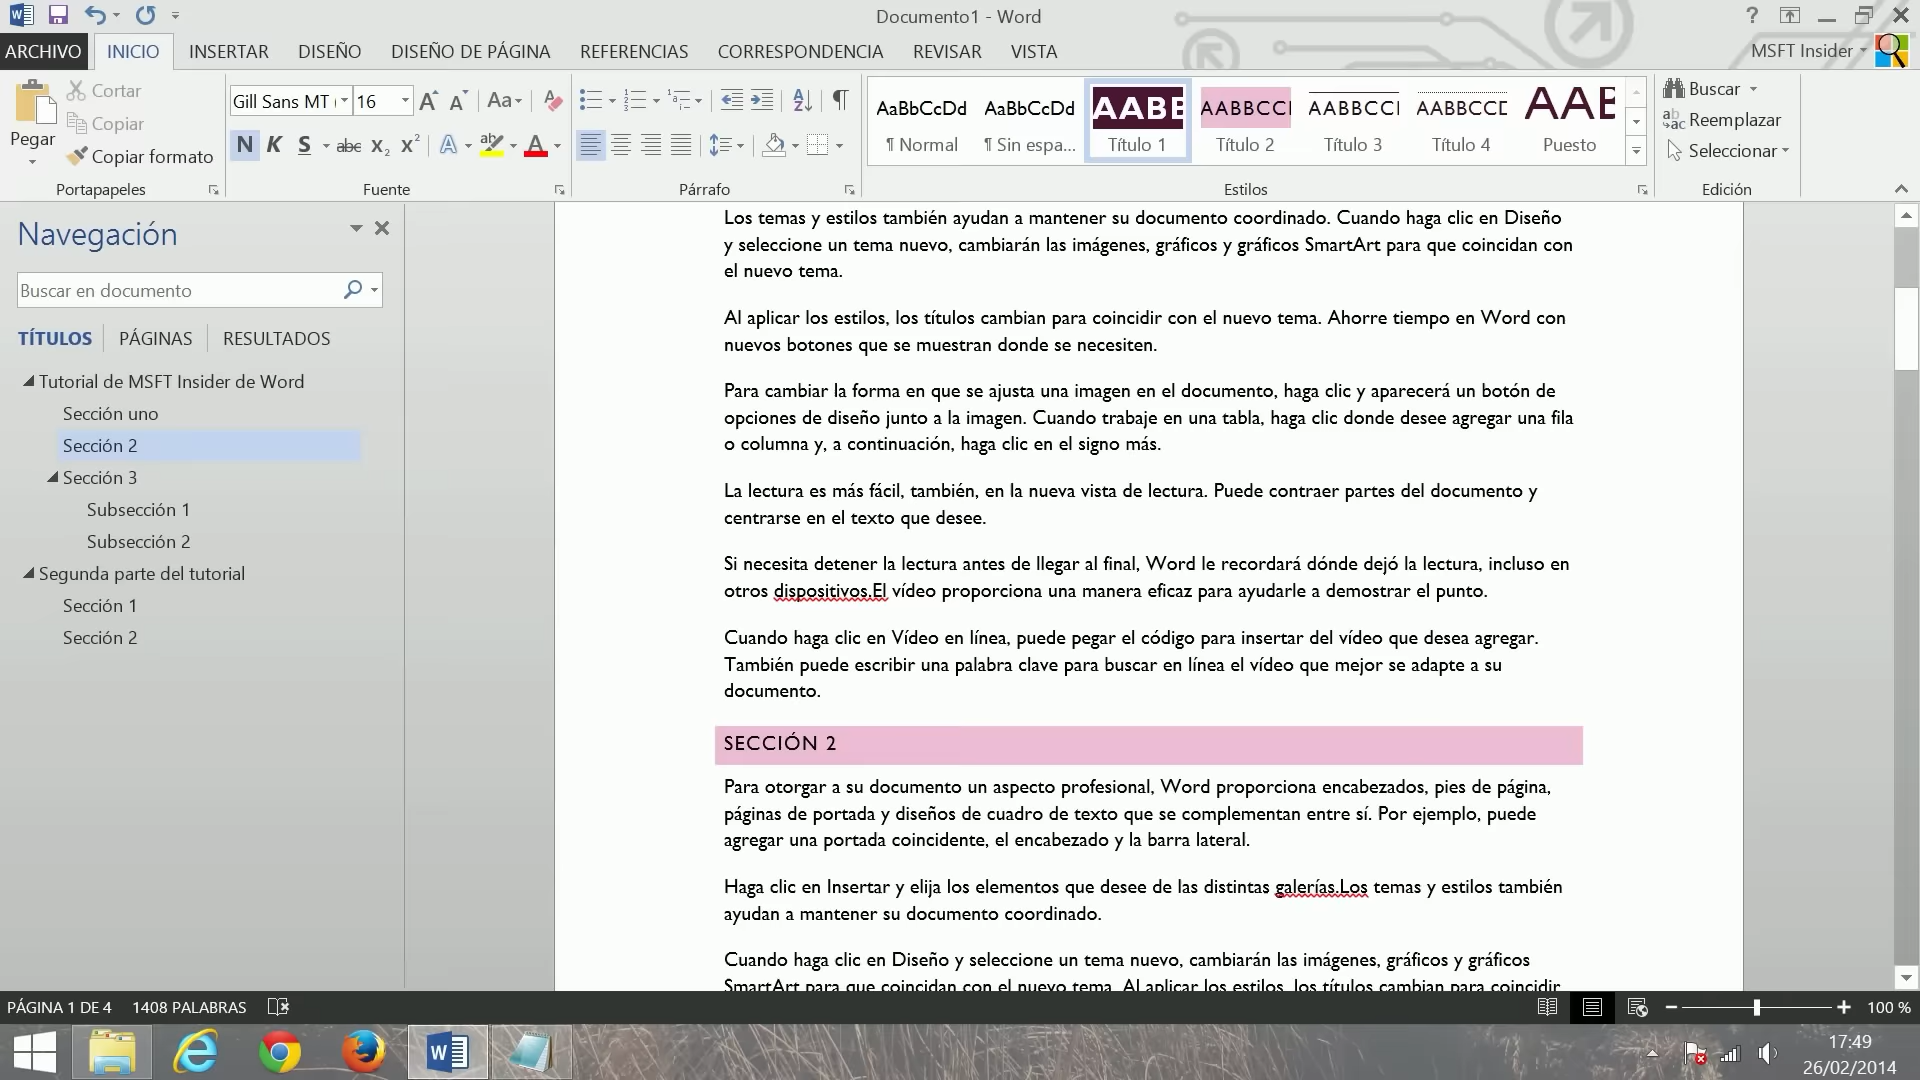 Documento1 - Word
ARCHIVO INICIO INSERTAR DISEÑO DISEÑO DE PÁGINA REFERENCIAS CORRESPONDENCIA REVISAR VISTA MSFT Insider
Pegar
Cortar
Copiar
Copiar formato
Portapapeles
Gill Sans MT ( 16 Aa
N K S abc X₂ X² A ab A
Fuente
Párrafo
AaBbCcDd AaBbCcDd AABB AABBCCI AABBCCI AABBCCD AAB
¶ Normal ¶ Sin espa... Título 1 Título 2 Título 3 Título 4 Puesto
Estilos
Buscar
Reemplazar
Seleccionar
Edición
Navegación
Buscar en documento
TÍTULOS PÁGINAS RESULTADOS
Tutorial de MSFT Insider de Word
Sección uno
Sección 2
Sección 3
Subsección 1
Subsección 2
Segunda parte del tutorial
Sección 1
Sección 2
Los temas y estilos también ayudan a mantener su documento coordinado. Cuando haga clic en Diseño
y seleccione un tema nuevo, cambiarán las imágenes, gráficos y gráficos SmartArt para que coincidan con
el nuevo tema.
Al aplicar los estilos, los títulos cambian para coincidir con el nuevo tema. Ahorre tiempo en Word con
nuevos botones que se muestran donde se necesiten.
Para cambiar la forma en que se ajusta una imagen en el documento, haga clic y aparecerá un botón de
opciones de diseño junto a la imagen. Cuando trabaje en una tabla, haga clic donde desee agregar una fila
o columna y, a continuación, haga clic en el signo más.
La lectura es más fácil, también, en la nueva vista de lectura. Puede contraer partes del documento y
centrarse en el texto que desee.
Si necesita detener la lectura antes de llegar al final, Word le recordará dónde dejó la lectura, incluso en
otros dispositivos.El vídeo proporciona una manera eficaz para ayudarle a demostrar el punto.
Cuando haga clic en Vídeo en línea, puede pegar el código para insertar del vídeo que desea agregar.
También puede escribir una palabra clave para buscar en línea el vídeo que mejor se adapte a su
documento.
SECCIÓN 2
Para otorgar a su documento un aspecto profesional, Word proporciona encabezados, pies de página,
páginas de portada y diseños de cuadro de texto que se complementan entre sí. Por ejemplo, puede
agregar una portada coincidente, el encabezado y la barra lateral.
Haga clic en Insertar y elija los elementos que desee de las distintas galerías.Los temas y estilos también
ayudan a mantener su documento coordinado.
Cuando haga clic en Diseño y seleccione un tema nuevo, cambiarán las imágenes, gráficos y gráficos
SmartArt para que coincidan con el nuevo tema. Al aplicar los estilos, los títulos cambian para coincidir
PÁGINA 1 DE 4 1408 PALABRAS 100 %
17:49
26/02/2014